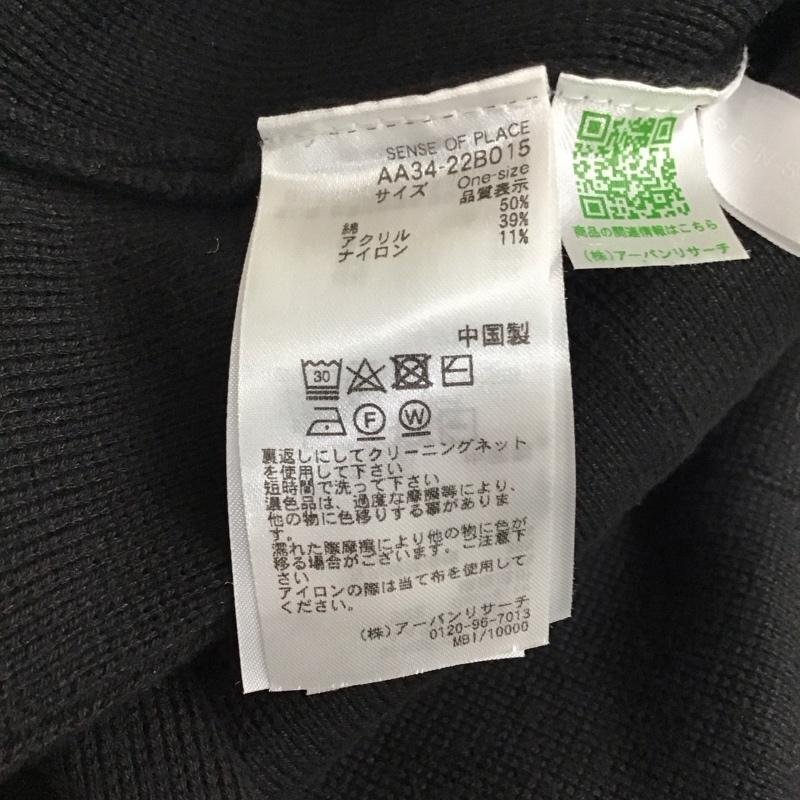 SENSE OF PLACE
AA34-22B015
サイズ One-size
品質表示
綿 50%
アクリル 39%
ナイロン 11%
中国製
30
F W
裏返しにしてクリーニングネット
を使用して下さい
短時間で洗って下さい
濃色品は、過度な摩擦等により、
他の物に色移りする事がありま
す。
濡れた際摩擦により他の物に色が
移る場合がございます。ご注意下
さい
アイロンの際は当て布を使用して
ください。
(株)アーバンリサーチ
0120-96-7013
MBI/10000
商品の関連情報はこちら
(株)アーバンリサーチ